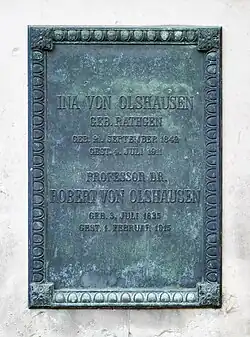 INA VON OLSHAUSEN
GEB. RATHGEN
GEB. SEPTEMBER
GEST. JULI
PROFESSOR DR.
ROBERT VON OLSHAUSEN
GEB. 3. JULI 1835
GEST. 1. FEBRUAR 1915